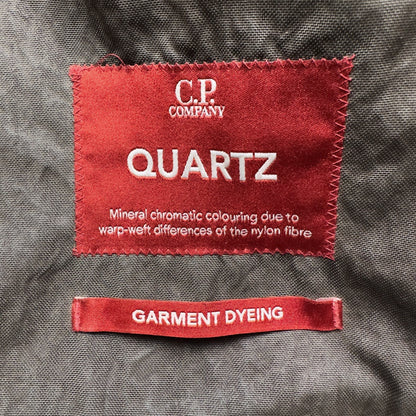 C.P.
COMPANY
QUARTZ
Mineral chromatic colouring due to
warp-weft differences of the nylon fibre
GARMENT DYEING